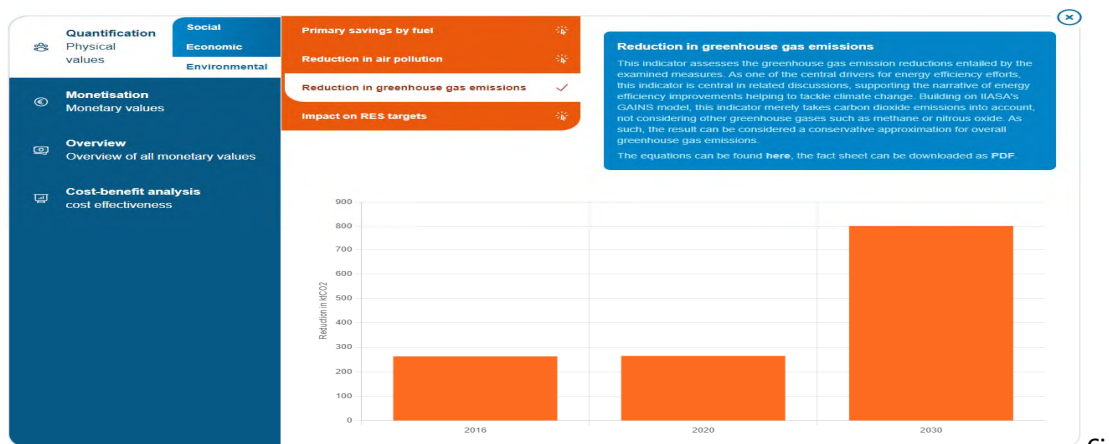 Quantification
Physical
values
Social
Economic
Environmental
Monetisation
Monetary values
Overview
Overview of all monetary values
Cost-benefit analysis
cost effectiveness
Primary savings by fuel
Reduction in air pollution
Reduction in greenhouse gas emissions
Impact on RES targets
Reduction in greenhouse gas emissions
This indicator assesses the greenhouse gas emission reductions entailed by the
examined measures. As one of the central drivers for energy efficiency efforts,
this indicator is central in related discussions, supporting the narrative of energy
efficiency improvements helping to tackle climate change. Building on IIASA's
GAINS model, this indicator merely takes carbon dioxide emissions into account,
not considering other greenhouse gases such as methane or nitrous oxide. As
such, the result can be considered a conservative approximation for overall
greenhouse gas emissions.
The equations can be found here, the fact sheet can be downloaded as PDF.
Reduction in ktCO2
900
800
700
600
500
400
300
200
100
0
2016
2020
2030